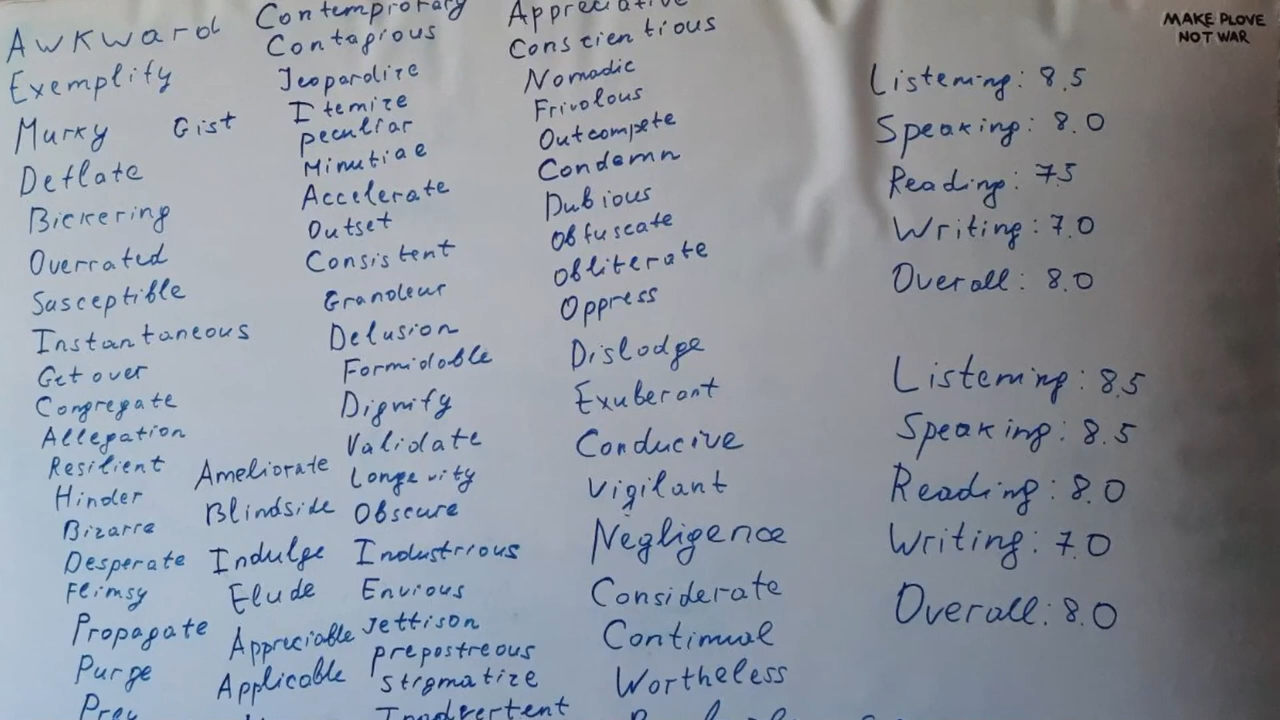 Awkward
Exemplify
Murky Gist
Deflate
Bickering
Overrated
Susceptible
Instantaneous
Get over
Congregate
Allegation
Resilient
Hinder
Bizarre
Desperate
Flimsy
Propagate
Purge
Prey
Ameliorate
Blindside
Indulge
Elude
Appreciable
Applicable
Contemprorary
Contagious
Jeopardize
Itemize
peculiar
Minutiae
Accelerate
Outset
Consistent
Grandeur
Delusion
Formidable
Dignify
Validate
Longevity
Obscure
Industrious
Envious
Jettison
prepostreous
stigmatize
Inadvertent
Appreciative
Conscientious
Nomadic
Frivolous
Outcompete
Condemn
Dubious
Obfuscate
Obliterate
Oppress
Dislodge
Exuberant
Conducive
Vigilant
Negligence
Considerate
Continual
Wortheless
MAKE PLOVE
NOT WAR
Listening: 8.5
Speaking: 8.0
Reading: 7.5
Writing: 7.0
Overall: 8.0
Listening: 8.5
Speaking: 8.5
Reading: 8.0
Writing: 7.0
Overall: 8.0